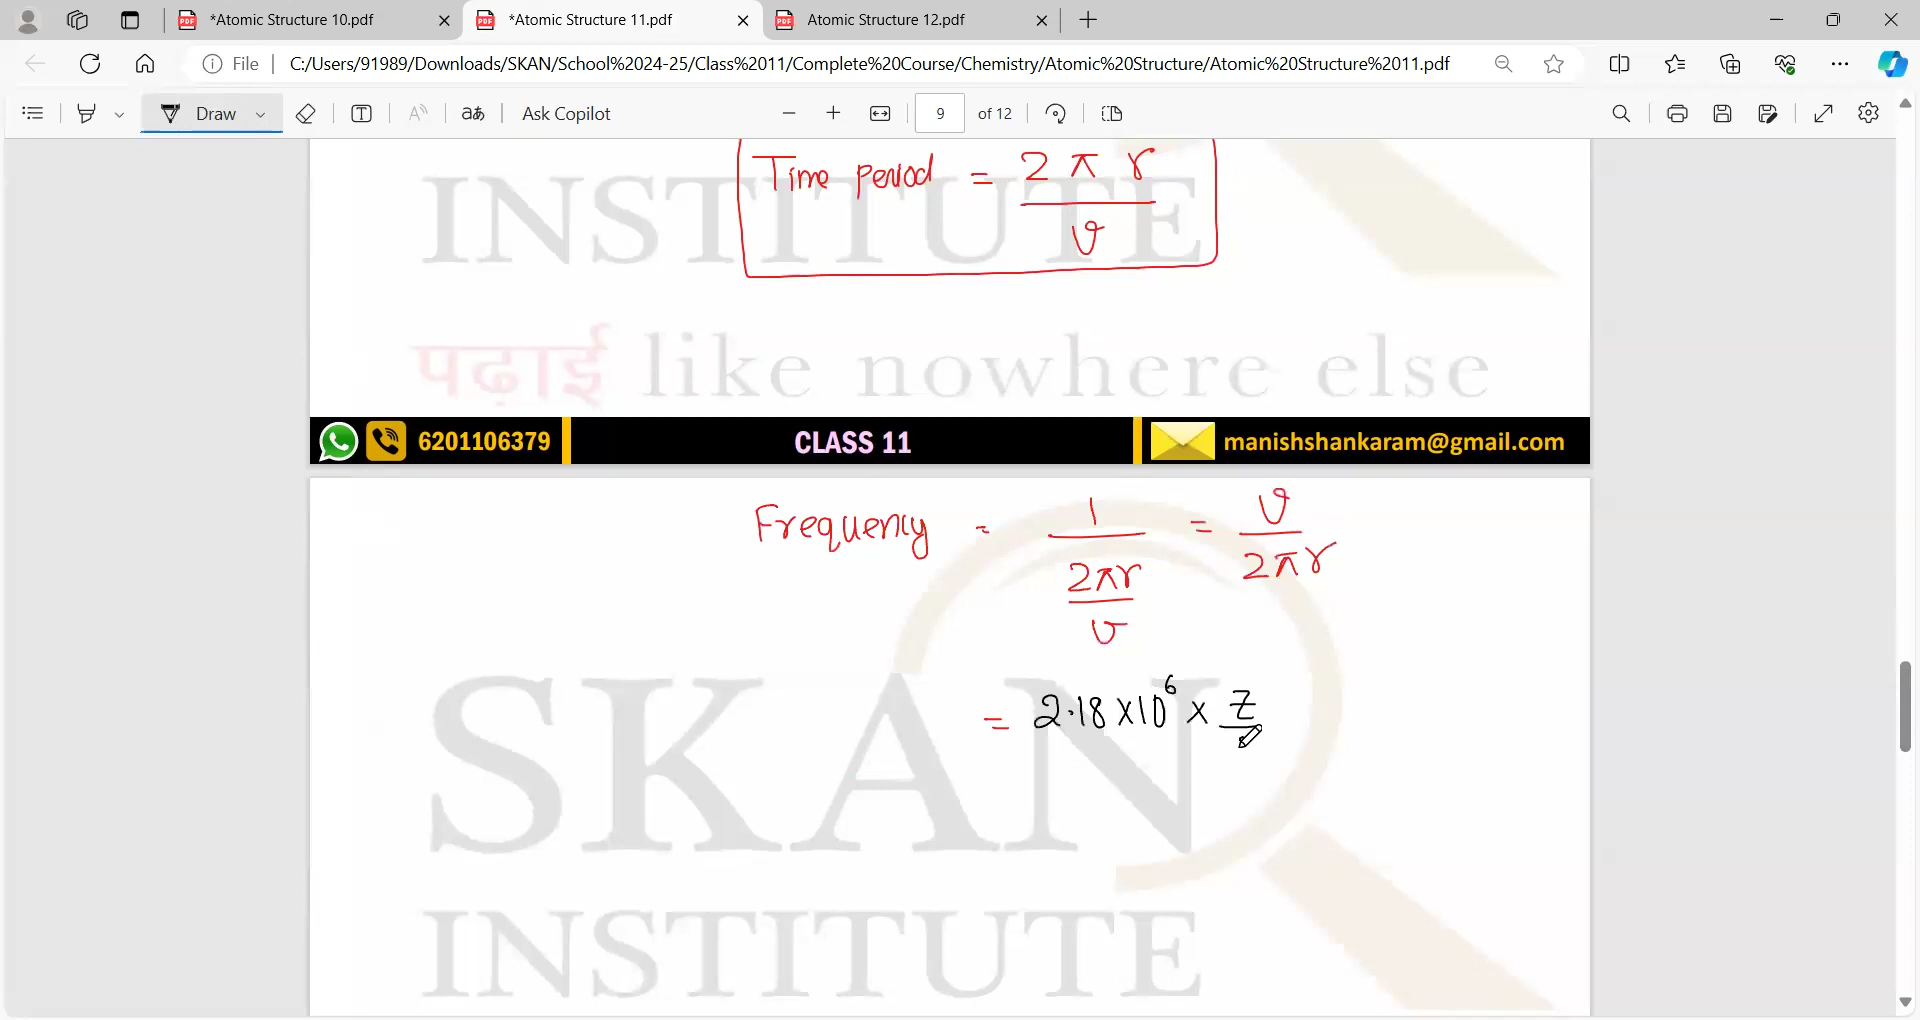 *Atomic Structure 10.pdf
*Atomic Structure 11.pdf
Atomic Structure 12.pdf
File
C:/Users/91989/Downloads/SKAN/School%2024-25/Class%2011/Complete%20Course/Chemistry/Atomic%20Structure/Atomic%20Structure%2011.pdf
Draw
aあ
Ask Copilot
9 of 12
INSTITUTE
Time period = 2 π r
v
पढ़ाई like nowhere else
6201106379
CLASS 11
manishshankaram@gmail.com
Frequency = 1 = v
2πr 2πr
v
= 2.18 × 10⁶ × Z
SKAN
INSTITUTE